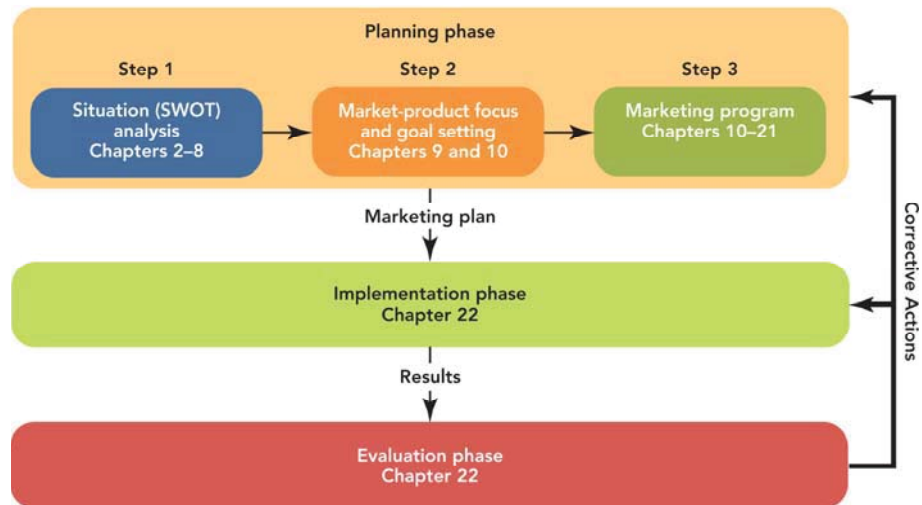 Planning phase
Step 1
Step 2
Step 3
Situation (SWOT)
analysis
Chapters 2–8
Market-product focus
and goal setting
Chapters 9 and 10
Marketing program
Chapters 10–21
Marketing plan
Implementation phase
Chapter 22
Results
Evaluation phase
Chapter 22
Corrective Actions